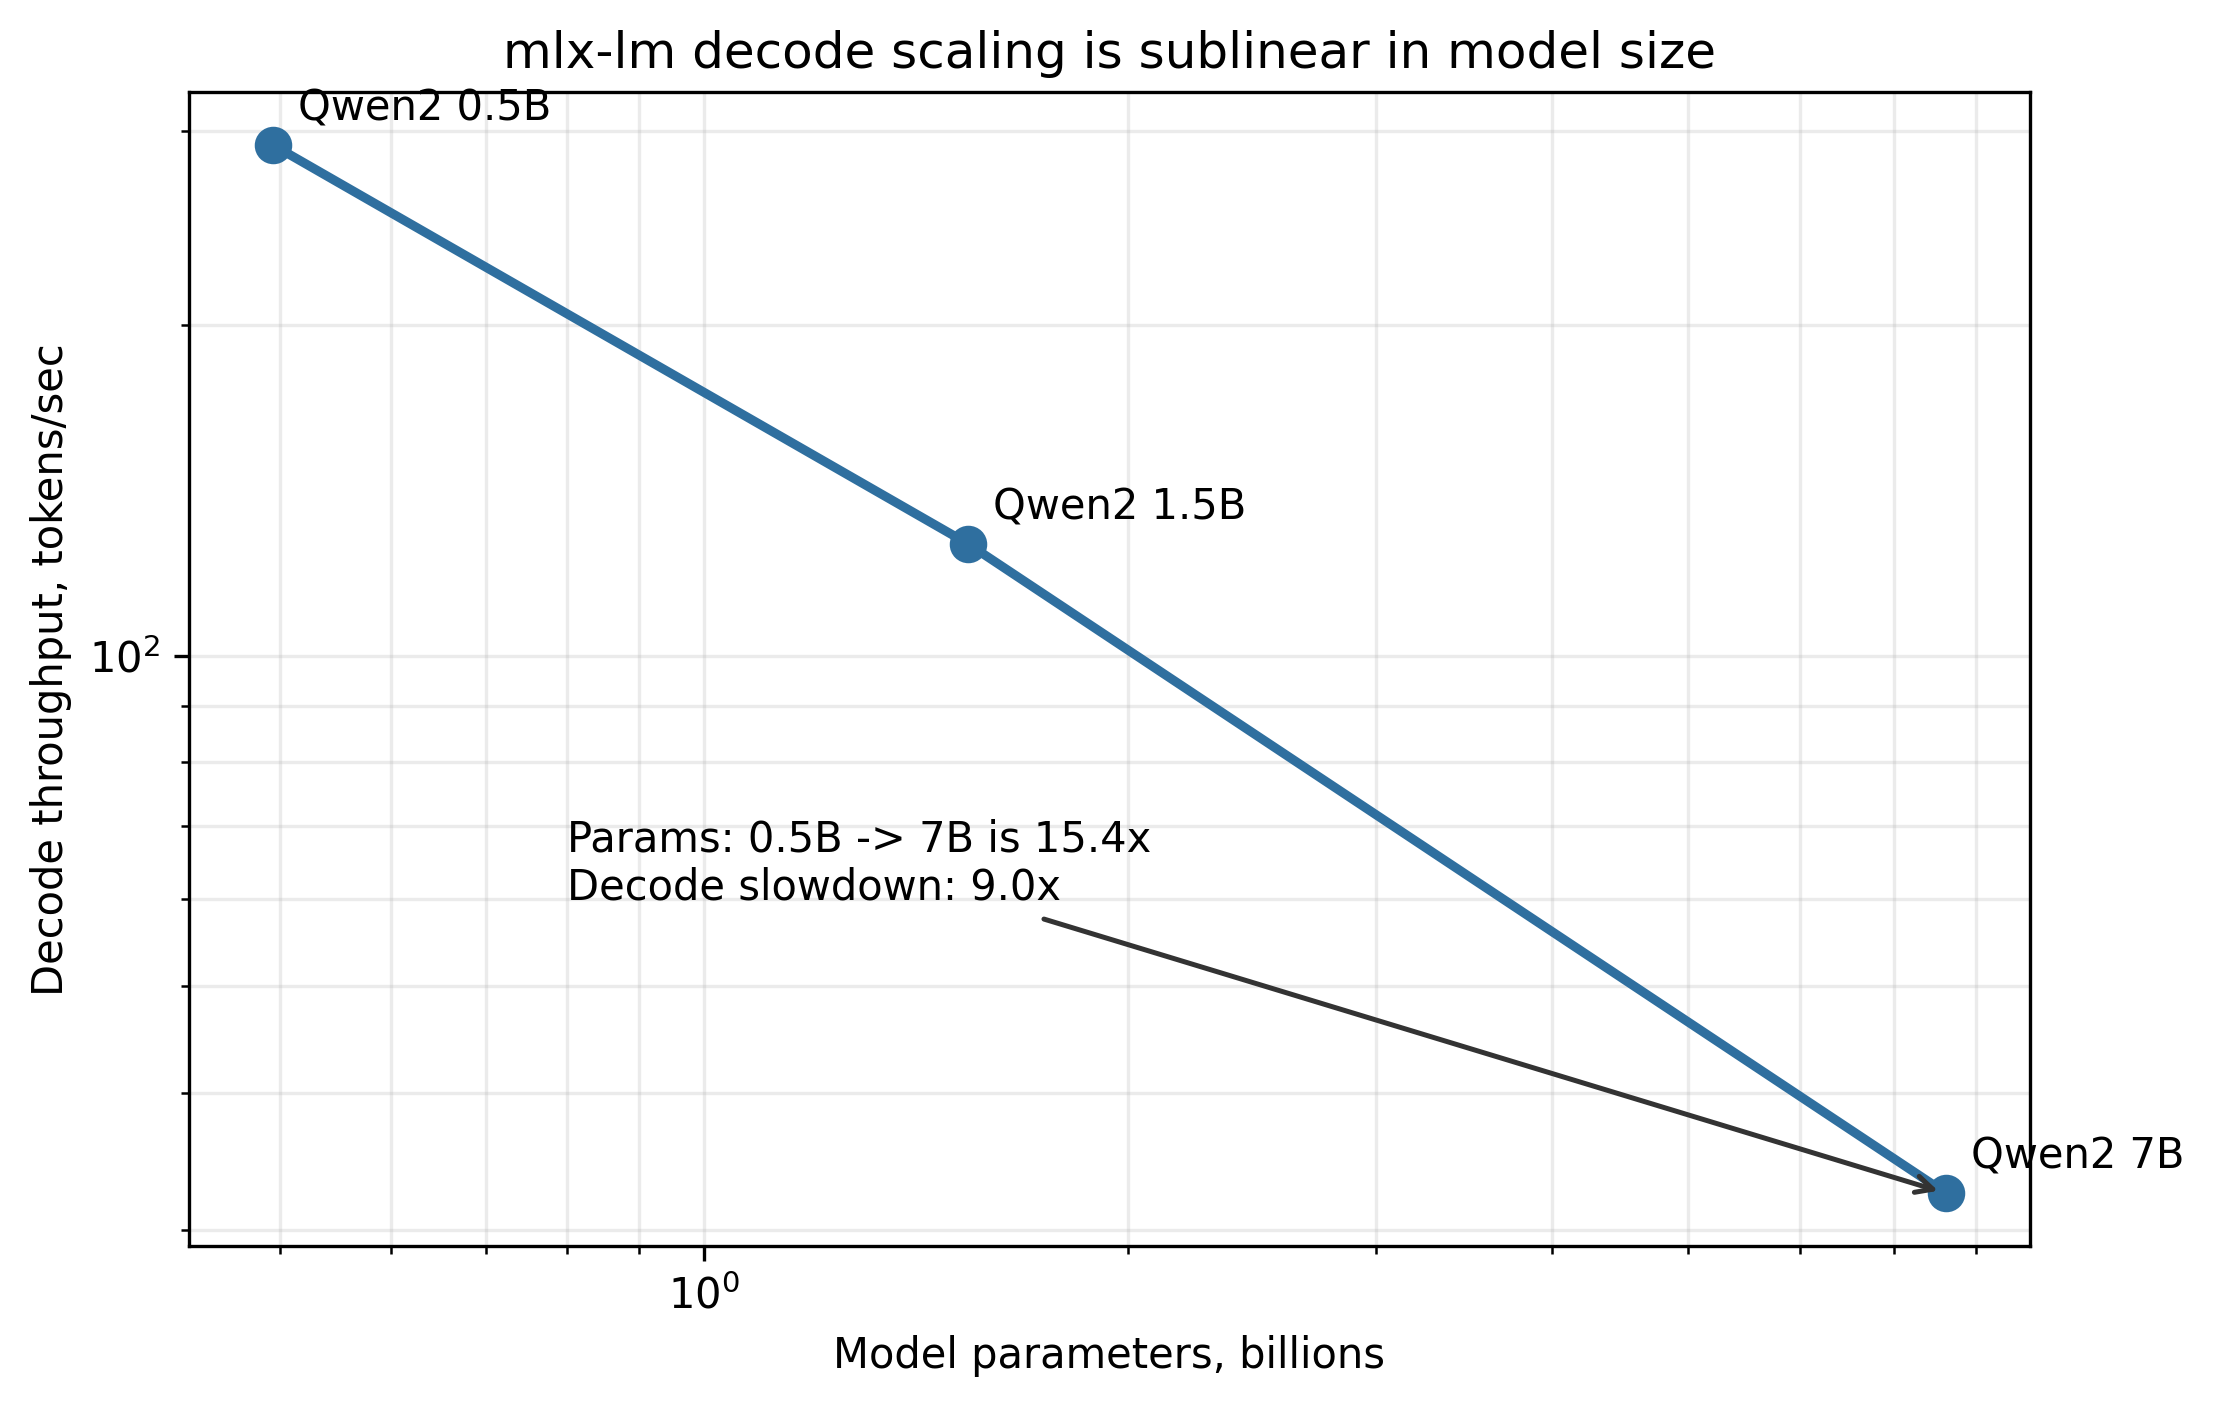 mlx-lm decode scaling is sublinear in model size
Qwen2 0.5B
Qwen2 1.5B
Decode throughput, tokens/sec
10²
Params: 0.5B -> 7B is 15.4x
Decode slowdown: 9.0x
Qwen2 7B
10⁰
Model parameters, billions